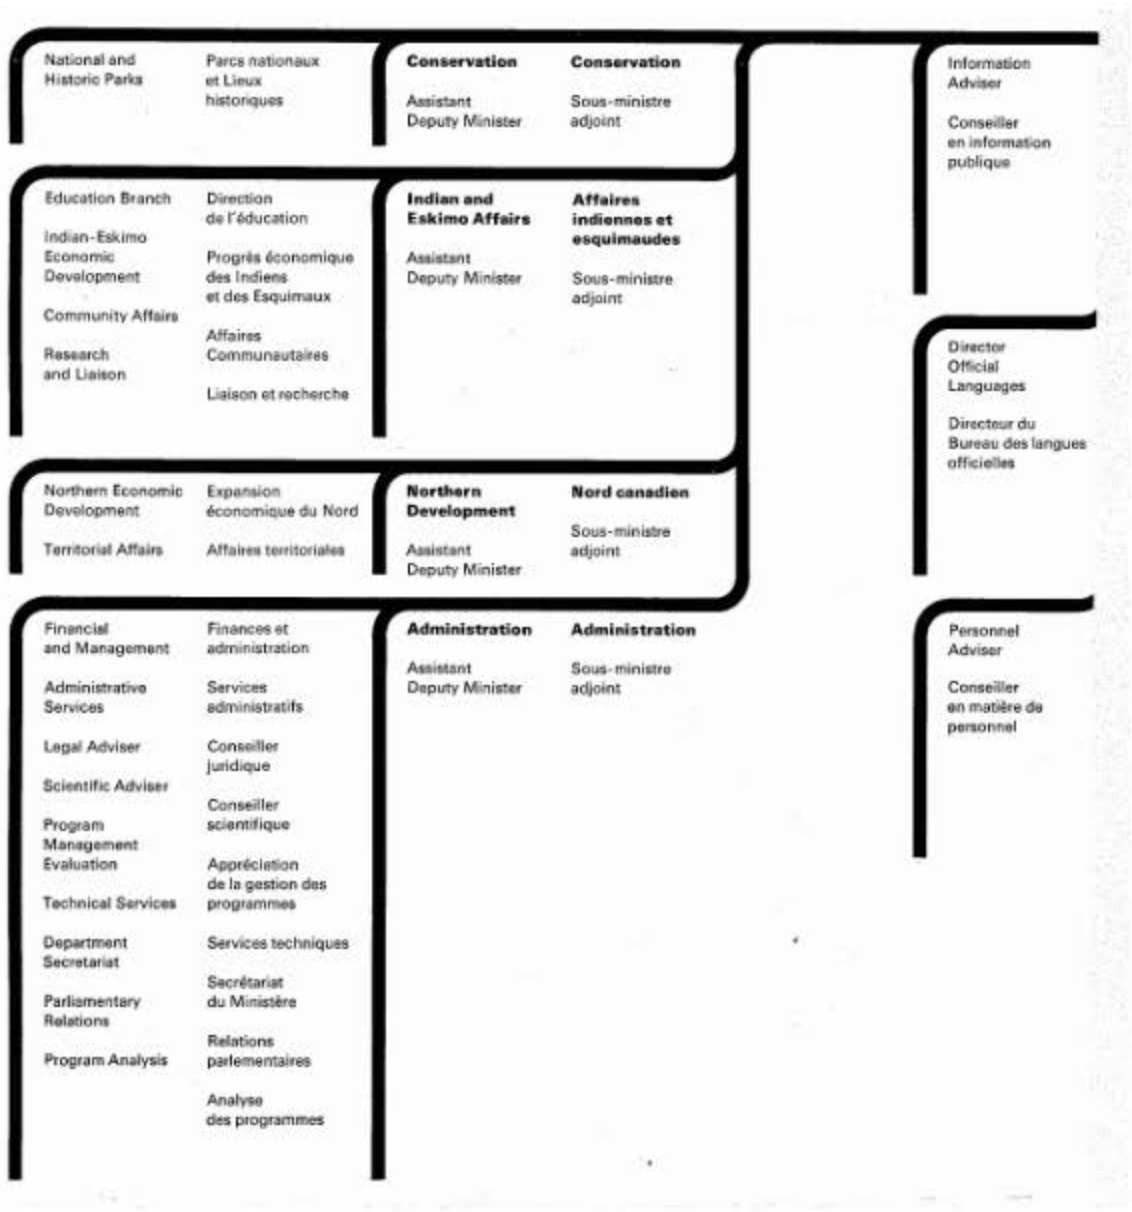 National and
Historic Parks
Parcs nationaux
et Lieux
historiques
Conservation
Assistant
Deputy Minister
Conservation
Sous-ministre
adjoint
Information
Adviser
Conseiller
en information
publique
Education Branch
Indian-Eskimo
Economic
Development
Community Affairs
Research
and Liaison
Direction
de l'éducation
Progrès économique
des Indiens
et des Esquimaux
Affaires
Communautaires
Liaison et recherche
Indian and
Eskimo Affairs
Assistant
Deputy Minister
Affaires
indiennes et
esquimaudes
Sous-ministre
adjoint
Director
Official
Languages
Directeur du
Bureau des langues
officielles
Northern Economic
Development
Territorial Affairs
Expansion
économique du Nord
Affaires territoriales
Northern
Development
Assistant
Deputy Minister
Nord canadien
Sous-ministre
adjoint
Financial
and Management
Administrative
Services
Legal Adviser
Scientific Adviser
Program
Management
Evaluation
Technical Services
Department
Secretariat
Parliamentary
Relations
Program Analysis
Finances et
administration
Services
administratifs
Conseiller
juridique
Conseiller
scientifique
Appréciation
de la gestion des
programmes
Services techniques
Secrétariat
du Ministère
Relations
parlementaires
Analyse
des programmes
Administration
Assistant
Deputy Minister
Administration
Sous-ministre
adjoint
Personnel
Adviser
Conseiller
en matière de
personnel